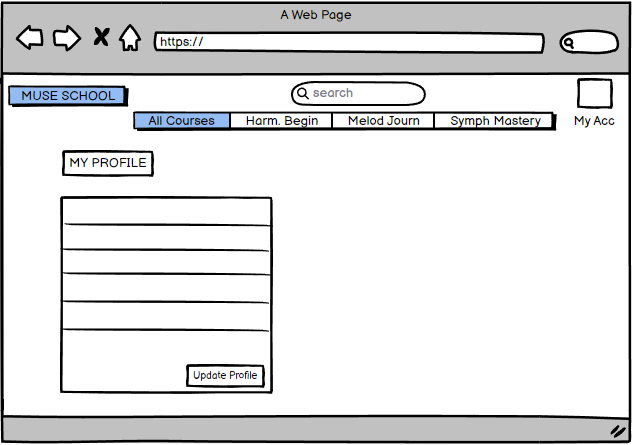 A Web Page
https://
search
MUSE SCHOOL
All Courses
Harm. Begin
Melod Journ
Symph Mastery
My Acc
MY PROFILE
Update Profile